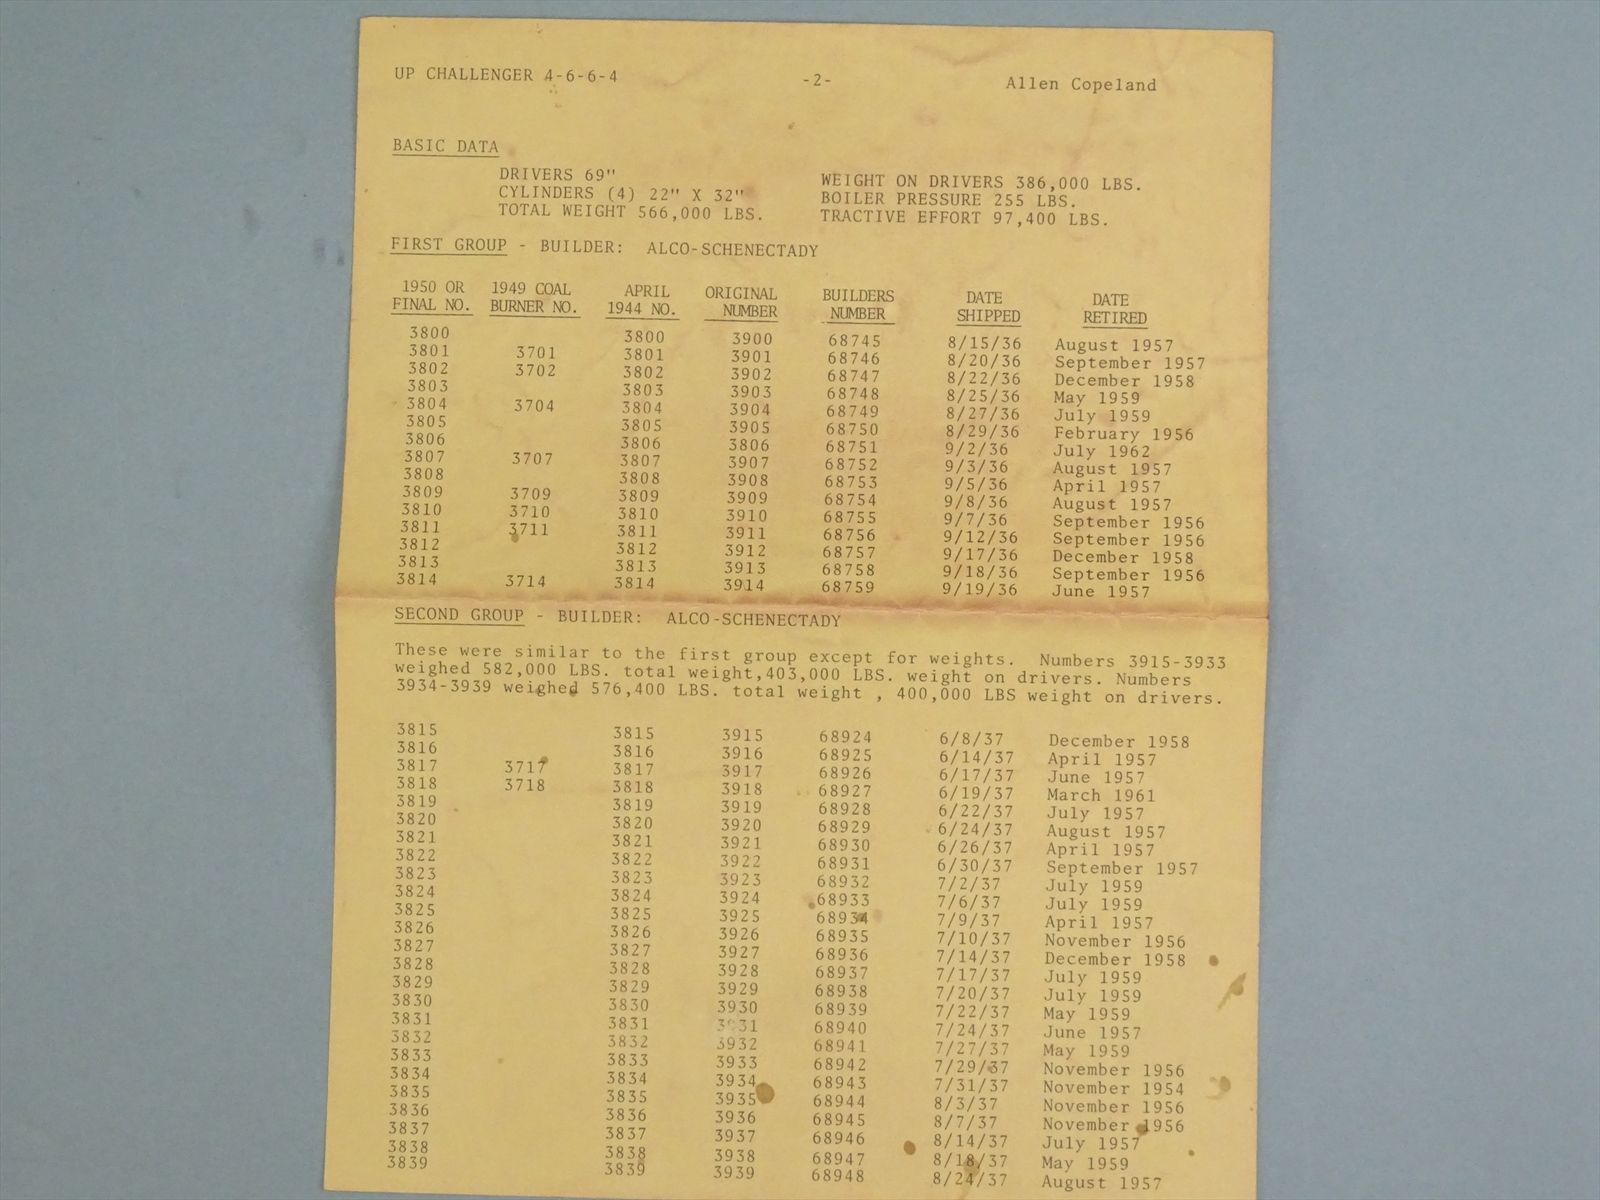 UP CHALLENGER 4-6-6-4 -2- Allen Copeland
BASIC DATA
DRIVERS 69" WEIGHT ON DRIVERS 386,000 LBS.
CYLINDERS (4) 22" X 32" BOILER PRESSURE 255 LBS.
TOTAL WEIGHT 566,000 LBS. TRACTIVE EFFORT 97,400 LBS.
FIRST GROUP - BUILDER: ALCO-SCHENECTADY
1950 OR 1949 COAL APRIL ORIGINAL BUILDERS DATE DATE
FINAL NO. BURNER NO. 1944 NO. NUMBER NUMBER SHIPPED RETIRED
3800 3800 3900 68745 8/15/36 August 1957
3801 3701 3801 3901 68746 8/20/36 September 1957
3802 3702 3802 3902 68747 8/22/36 December 1958
3803 3803 3903 68748 8/25/36 May 1959
3804 3704 3804 3904 68749 8/27/36 July 1959
3805 3805 3905 68750 8/29/36 February 1956
3806 3806 3806 68751 9/2/36 July 1962
3807 3707 3807 3907 68752 9/3/36 August 1957
3808 3808 3908 68753 9/5/36 April 1957
3809 3709 3809 3909 68754 9/8/36 August 1957
3810 3710 3810 3910 68755 9/7/36 September 1956
3811 3711 3811 3911 68756 9/12/36 September 1956
3812 3812 3912 68757 9/17/36 December 1958
3813 3813 3913 68758 9/18/36 September 1956
3814 3714 3814 3914 68759 9/19/36 June 1957
SECOND GROUP - BUILDER: ALCO-SCHENECTADY
These were similar to the first group except for weights. Numbers 3915-3933
weighed 582,000 LBS. total weight,403,000 LBS. weight on drivers. Numbers
3934-3939 weighed 576,400 LBS. total weight , 400,000 LBS weight on drivers.
3815 3815 3915 68924 6/8/37 December 1958
3816 3816 3916 68925 6/14/37 April 1957
3817 3717 3817 3917 68926 6/17/37 June 1957
3818 3718 3818 3918 68927 6/19/37 March 1961
3819 3819 3919 68928 6/22/37 July 1957
3820 3820 3920 68929 6/24/37 August 1957
3821 3821 3921 68930 6/26/37 April 1957
3822 3822 3922 68931 6/30/37 September 1957
3823 3823 3923 68932 7/2/37 July 1959
3824 3824 3924 68933 7/6/37 July 1959
3825 3825 3925 68934 7/9/37 April 1957
3826 3826 3926 68935 7/10/37 November 1956
3827 3827 3927 68936 7/14/37 December 1958
3828 3828 3928 68937 7/17/37 July 1959
3829 3829 3929 68938 7/20/37 July 1959
3830 3830 3930 68939 7/22/37 May 1959
3831 3831 3931 68940 7/24/37 June 1957
3832 3832 3932 68941 7/27/37 May 1959
3833 3833 3933 68942 7/29/37 November 1956
3834 3834 3934 68943 7/31/37 November 1954
3835 3835 3935 68944 8/3/37 November 1956
3836 3836 3936 68945 8/7/37 November 1956
3837 3837 3937 68946 8/14/37 July 1957
3838 3838 3938 68947 8/18/37 May 1959
3839 3839 3939 68948 8/24/37 August 1957